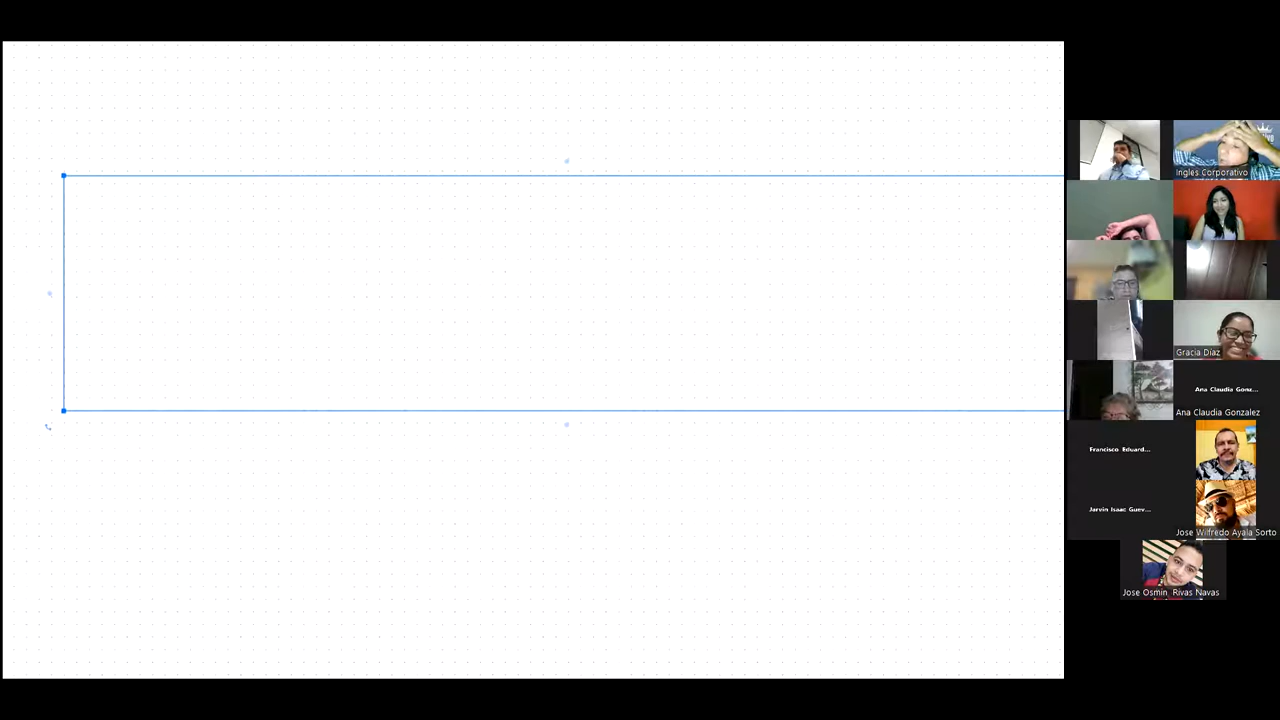 Ingles Corporativo
Gracia Díaz
Ana Claudia Gonz...
Ana Claudia Gonzalez
Francisco Eduard...
Jarvin Isaac Guev...
Jose Wilfredo Ayala Sorto
Jose Osmin Rivas Navas